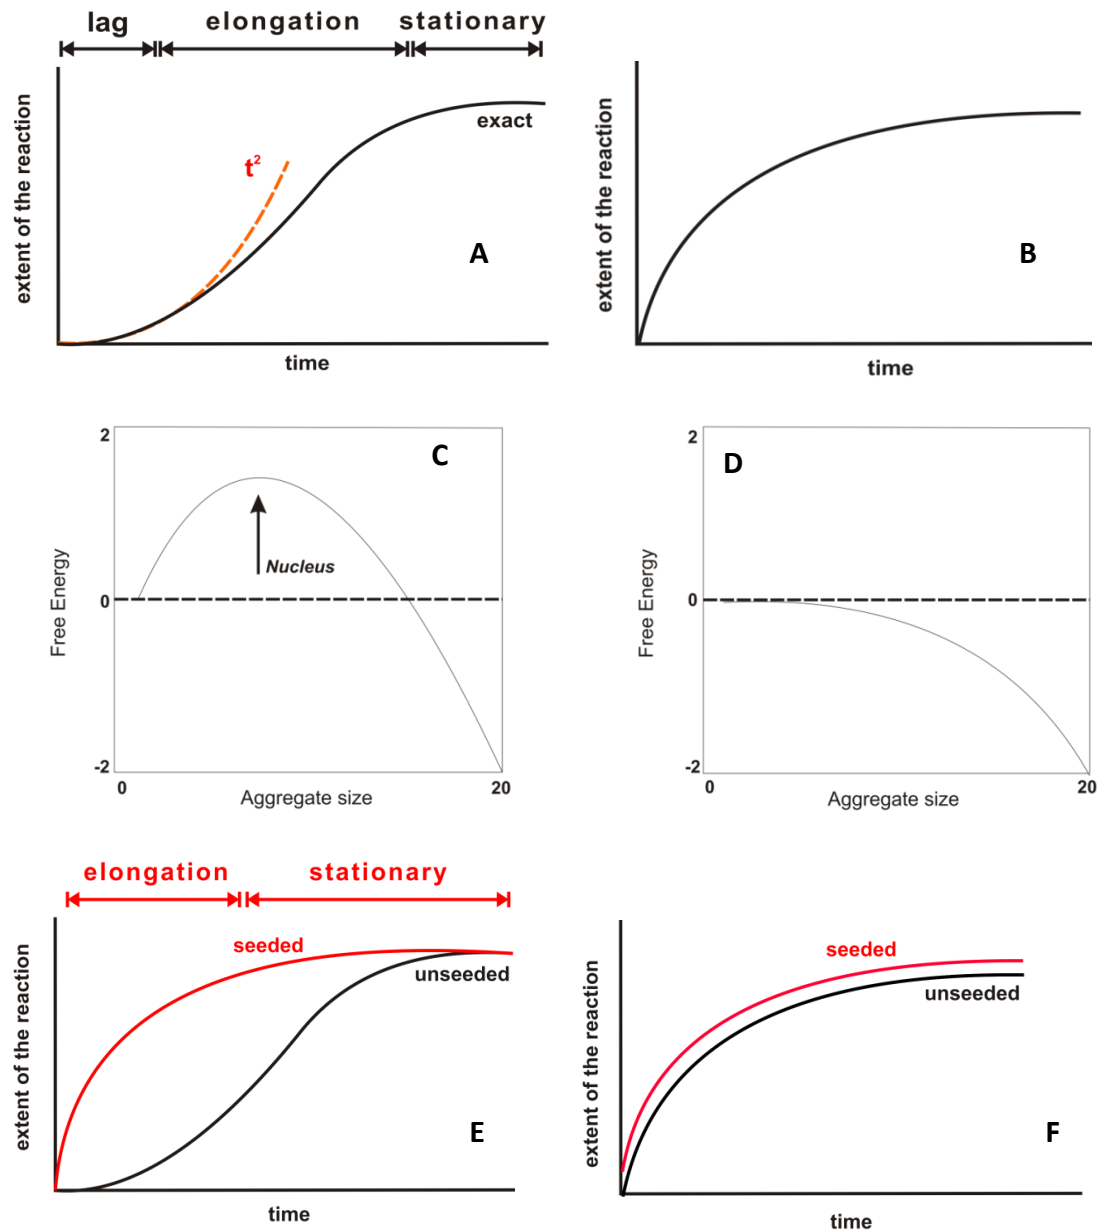 lag elongation stationary
extent of the reaction
t²
exact
A
time
extent of the reaction
B
time
2
C
Nucleus
0
Free Energy
-2
0 20
Aggregate size
2
D
0
Free Energy
-2
0 20
Aggregate size
elongation stationary
seeded
unseeded
extent of the reaction
E
time
seeded
unseeded
extent of the reaction
F
time